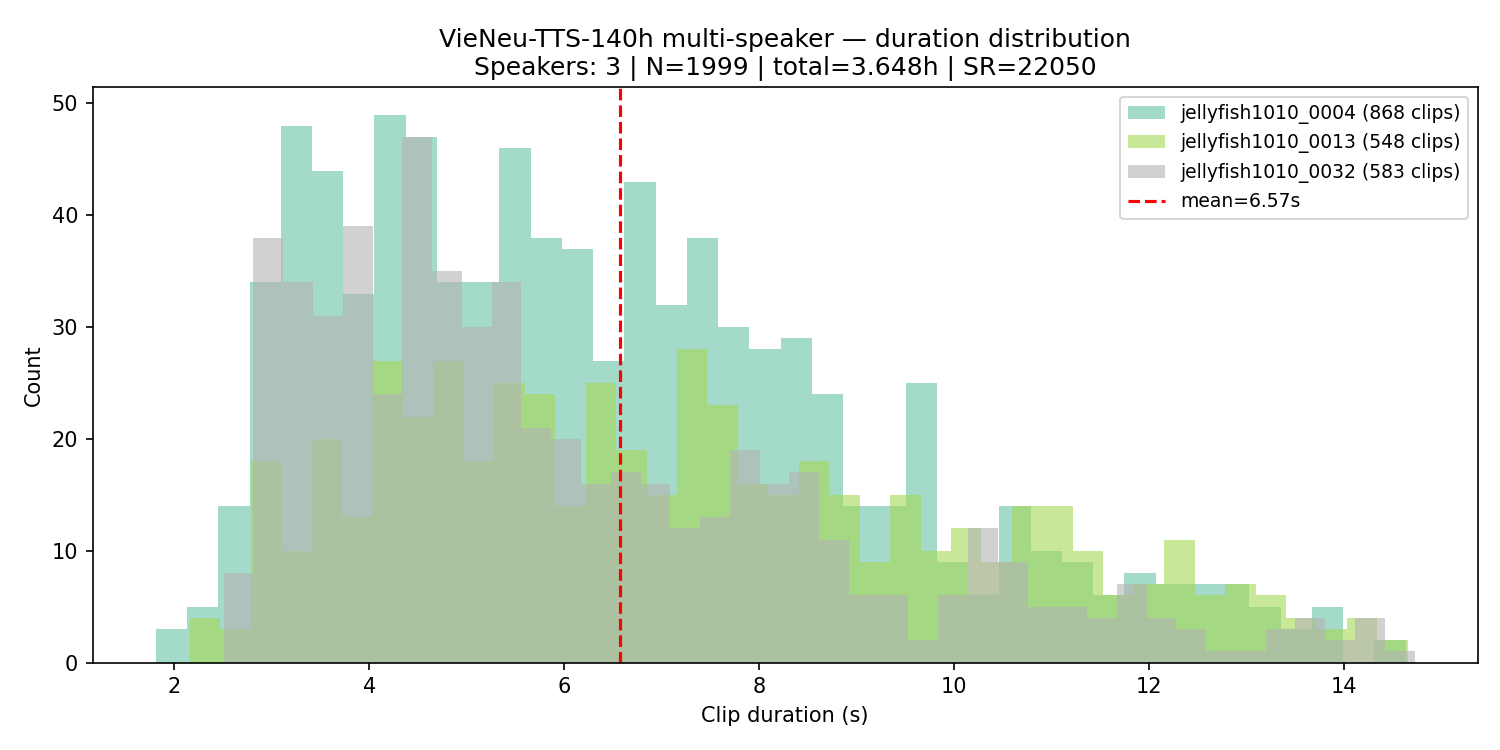 VieNeu-TTS-140h multi-speaker — duration distribution
Speakers: 3 | N=1999 | total=3.648h | SR=22050
jellyfish1010_0004 (868 clips)
jellyfish1010_0013 (548 clips)
jellyfish1010_0032 (583 clips)
mean=6.57s
Count
50
40
30
20
10
0
2 4 6 8 10 12 14
Clip duration (s)